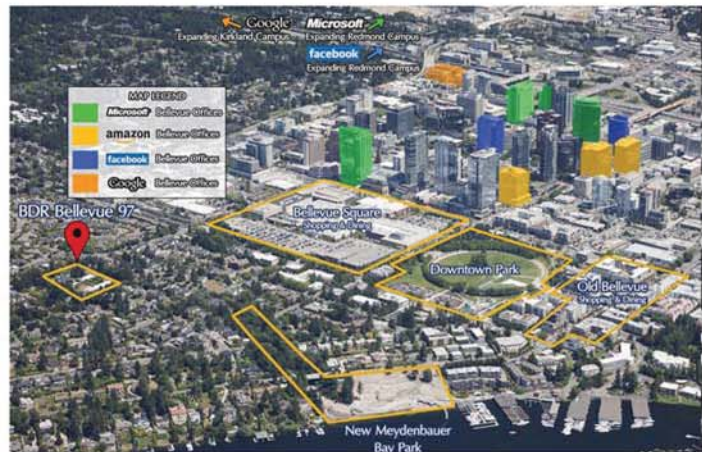 Google
Expanding Kirkland Campus
Microsoft
Expanding Redmond Campus
facebook
Expanding Redmond Campus
MAP LEGEND
Microsoft Bellevue Offices
amazon Bellevue Offices
facebook Bellevue Offices
Google Bellevue Offices
BDR Bellevue 97
Bellevue Square
Shopping & Dining
Downtown Park
Old Bellevue
Shopping & Dining
New Meydenbauer
Bay Park